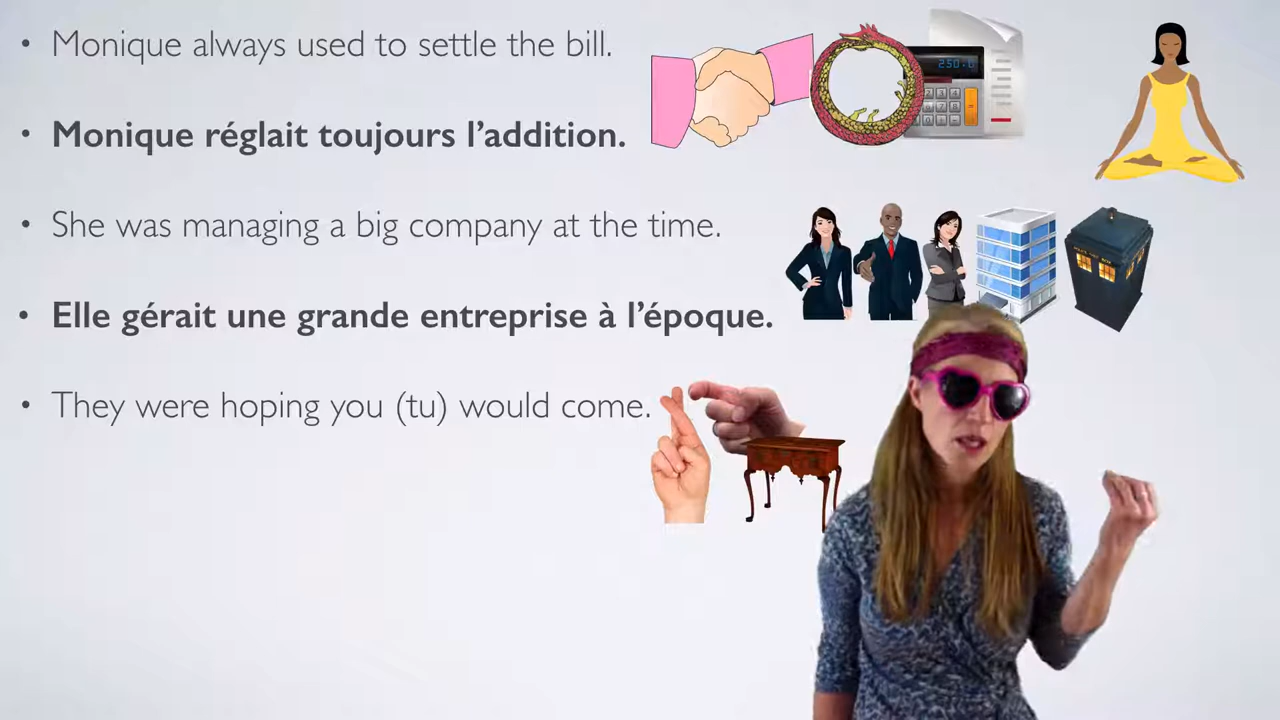 • Monique always used to settle the bill.
• Monique réglait toujours l'addition.
• She was managing a big company at the time.
• Elle gérait une grande entreprise à l'époque.
• They were hoping you (tu) would come.